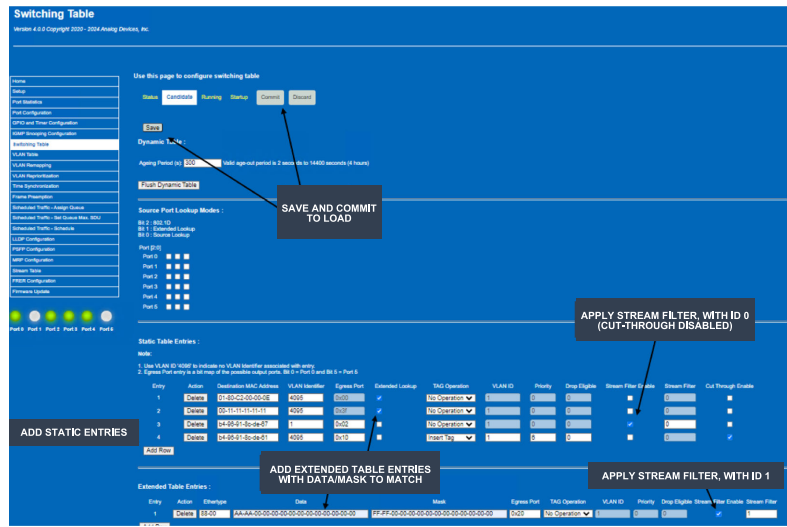 Switching Table
Version 4.0.0 Copyright 2020 - 2024 Analog Devices, Inc.
Home
Setup
Port Statistics
Port Configuration
GPIO and Timer Configuration
IGMP Snooping Configuration
Switching Table
VLAN Table
VLAN Remapping
VLAN Reprioritization
Time Synchronization
Frame Preemption
Scheduled Traffic - Assign Queue
Scheduled Traffic - Set Queue Max. SDU
Scheduled Traffic - Schedule
LLDP Configuration
PSFP Configuration
MRP Configuration
Stream Table
FRER Configuration
Firmware Update
Port 0 Port 1 Port 2 Port 3 Port 4 Port 5
Use this page to configure switching table
Status Candidate Running Startup Commit Discard
Save
Dynamic Table :
Ageing Period (s): 300 Valid age-out period is 2 seconds to 14400 seconds (4 hours)
Flush Dynamic Table
SAVE AND COMMIT
TO LOAD
Source Port Lookup Modes :
Bit 2 : 802.1D
Bit 1 : Extended Lookup
Bit 0 : Source Lookup
Port [2:0]
Port 0
Port 1
Port 2
Port 3
Port 4
Port 5
APPLY STREAM FILTER, WITH ID 0
(CUT-THROUGH DISABLED)
Static Table Entries :
Note:
1. Use VLAN ID '4095' to indicate no VLAN Identifier associated with entry.
2. Egress Port entry is a bit map of the possible output ports. Bit 0 = Port 0 and Bit 5 = Port 5
Entry Action Destination MAC Address VLAN Identifier Egress Port Extended Lookup TAG Operation VLAN ID Priority Drop Eligible Stream Filter Enable Stream Filter Cut Through Enable
1 Delete 01-80-C2-00-00-0E 4095 0x00 No Operation 1 0 0 0
2 Delete 00-11-11-11-11-11 4095 0x3F No Operation 1 0 0 0
3 Delete b4-96-91-8c-de-67 1 0x02 No Operation 1 0 0 0
4 Delete b4-96-91-8c-de-61 4095 0x10 Insert Tag 1 6 0 0
Add Row
ADD STATIC ENTRIES
ADD EXTENDED TABLE ENTRIES
WITH DATA/MASK TO MATCH
APPLY STREAM FILTER, WITH ID 1
Extended Table Entries :
Entry Action Ethertype Data Mask Egress Port TAG Operation VLAN ID Priority Drop Eligible Stream Filter Enable Stream Filter
1 Delete 88-00 AA-AA-00-00-00-00-00-00-00-00-00-00-00 FF-FF-00-00-00-00-00-00-00-00-00-00-00 0x20 No Operation 1 0 0 1
Add Row